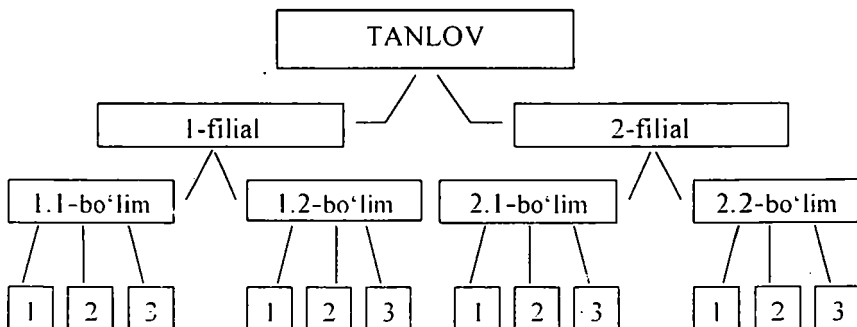 TANLOV
1-filial 2-filial
1.1-bo‘lim 1.2-bo‘lim 2.1-bo‘lim 2.2-bo‘lim
1 2 3 1 2 3 1 2 3 1 2 3